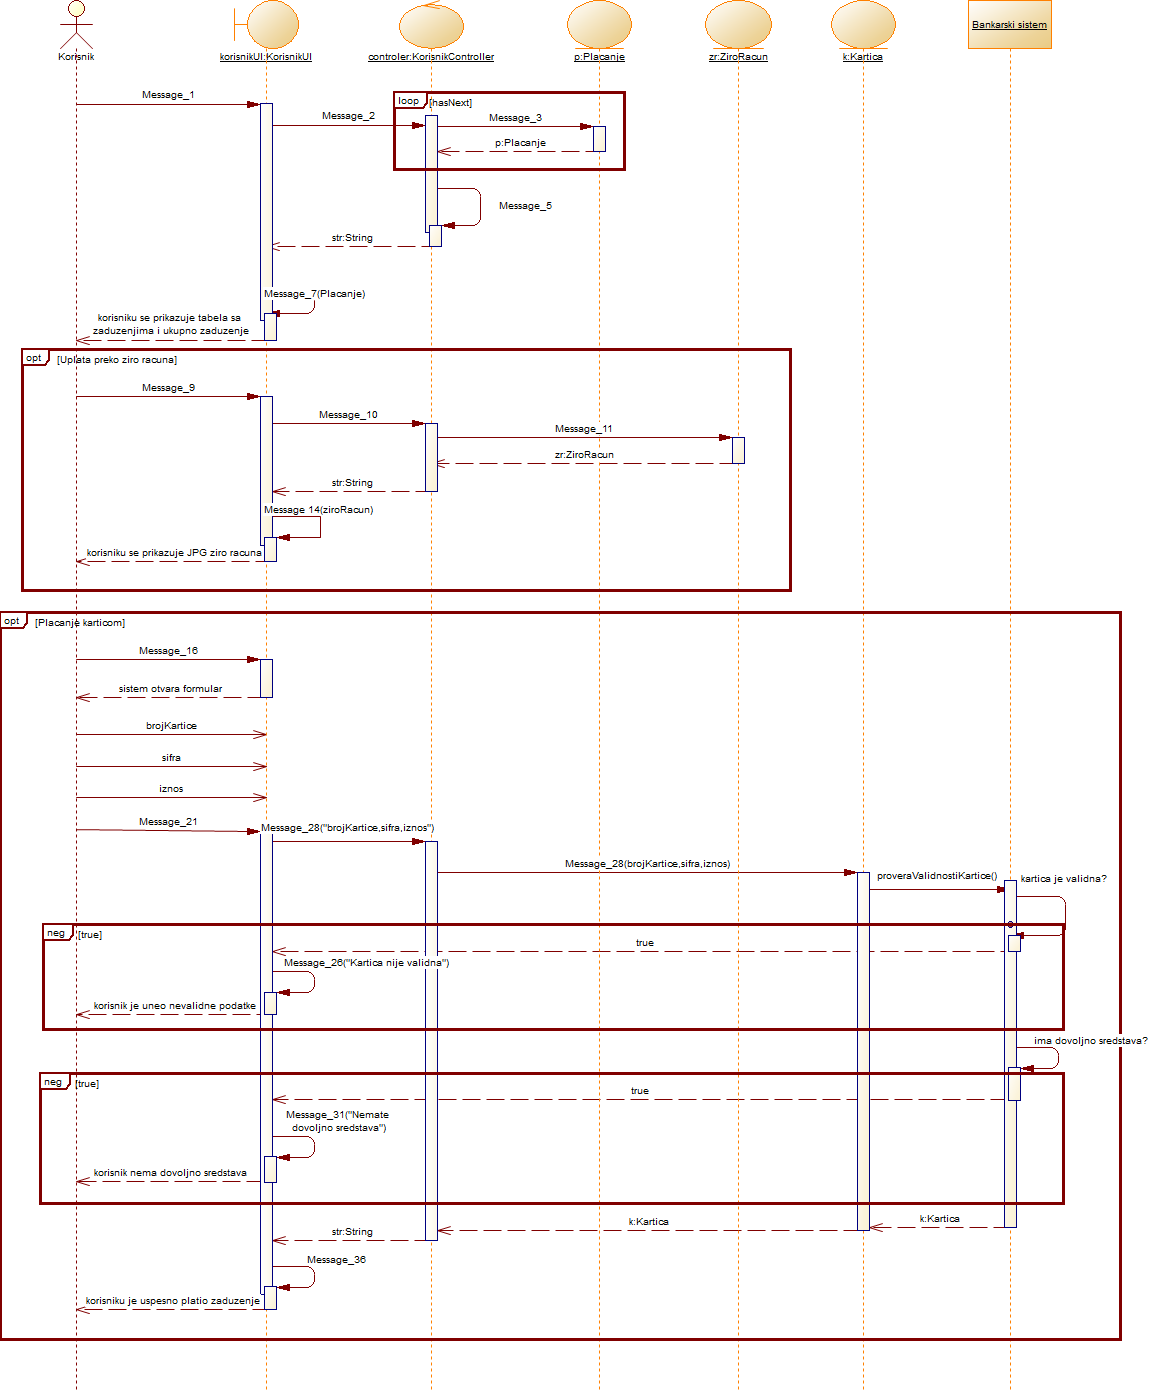 Korisnik
korisnikUI:KorisnikUI
controler:KorisnikController
p:Placanje
zr:ZiroRacun
k:Kartica
Bankarski sistem
Message_1
loop
[hasNext]
Message_2
Message_3
p:Placanje
Message_5
str:String
Message_7(Placanje)
korisniku se prikazuje tabela sa
zaduzenjima i ukupno zaduzenje
opt
[Uplata preko ziro racuna]
Message_9
Message_10
Message_11
zr:ZiroRacun
str:String
Message 14(ziroRacun)
korisniku se prikazuje JPG ziro racuna
opt
[Placanje karticom]
Message_16
sistem otvara formular
brojKartice
sifra
iznos
Message_21
Message_28("brojKartice,sifra,iznos")
Message_28(brojKartice,sifra,iznos)
proveraValidnostiKartice()
kartica je validna?
neg
[true]
true
Message_26("Kartica nije validna")
korisnik je uneo nevalidne podatke
ima dovoljno sredstava?
neg
[true]
true
Message_31("Nemate
dovoljno sredstava")
korisnik nema dovoljno sredstava
k:Kartica
k:Kartica
str:String
Message_36
korisniku je uspesno platio zaduzenje